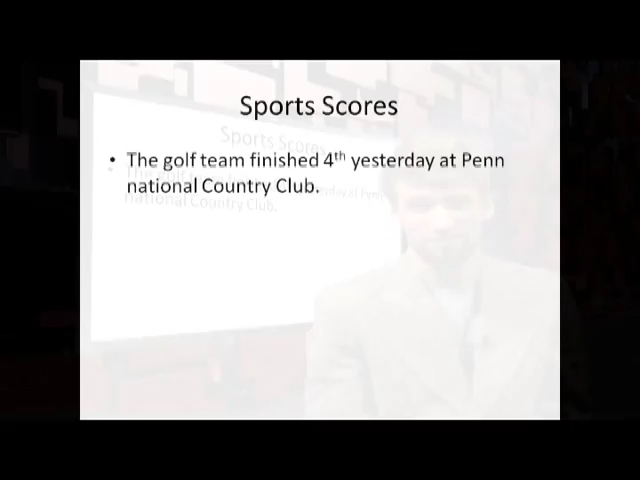 Sports Scores
• The golf team finished 4th yesterday at Penn
national Country Club.